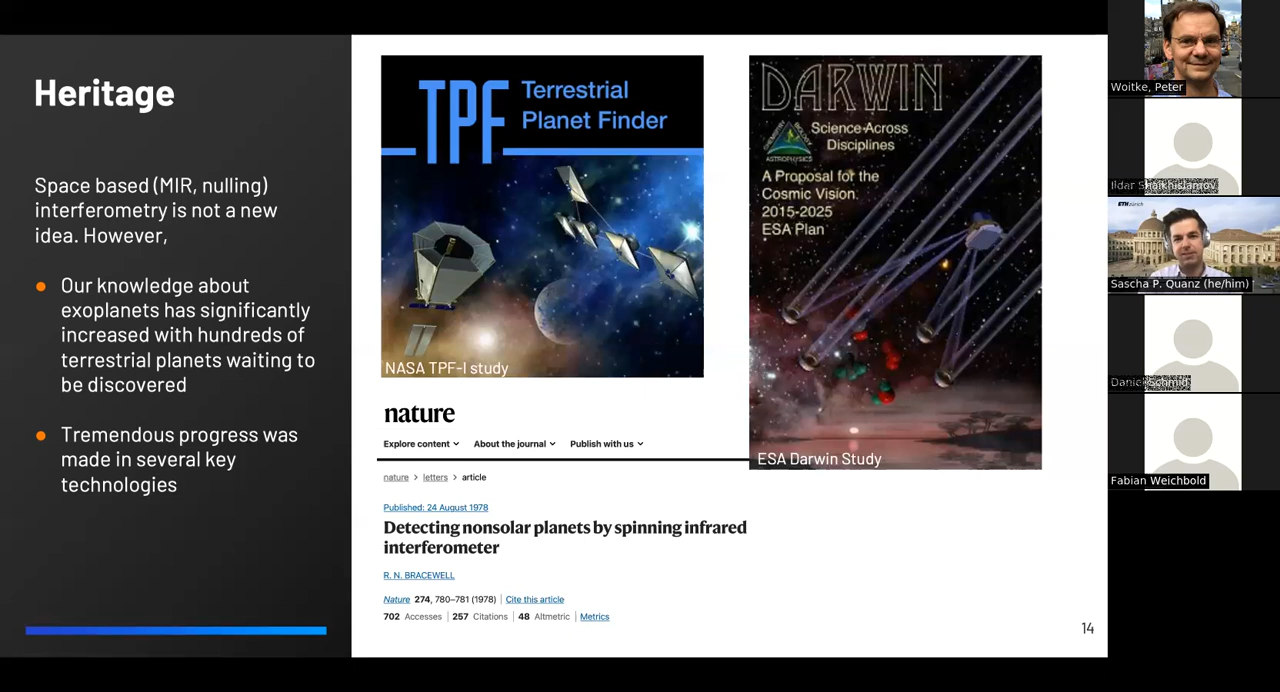 Heritage
Space based (MIR, nulling)
interferometry is not a new
idea. However,
Our knowledge about
exoplanets has significantly
increased with hundreds of
terrestrial planets waiting to
be discovered
Tremendous progress was
made in several key
technologies
TPF Terrestrial
Planet Finder
NASA TPF-I study
DARWIN
Science Across
Disciplines
CHEMISTRY BIOLOGY
ASTROPHYSICS
A Proposal for the
Cosmic Vision
2015-2025
ESA Plan
ESA Darwin Study
nature
Explore content About the journal Publish with us
nature > letters > article
Published: 24 August 1978
Detecting nonsolar planets by spinning infrared
interferometer
R. N. BRACEWELL
Nature 274, 780–781 (1978) | Cite this article
702 Accesses | 257 Citations | 48 Altmetric | Metrics
14
Woitke, Peter
Ildar Shaikhislamov
ETH zürich
Sascha P. Quanz (he/him)
Daniel Schmid
Fabian Weichbold